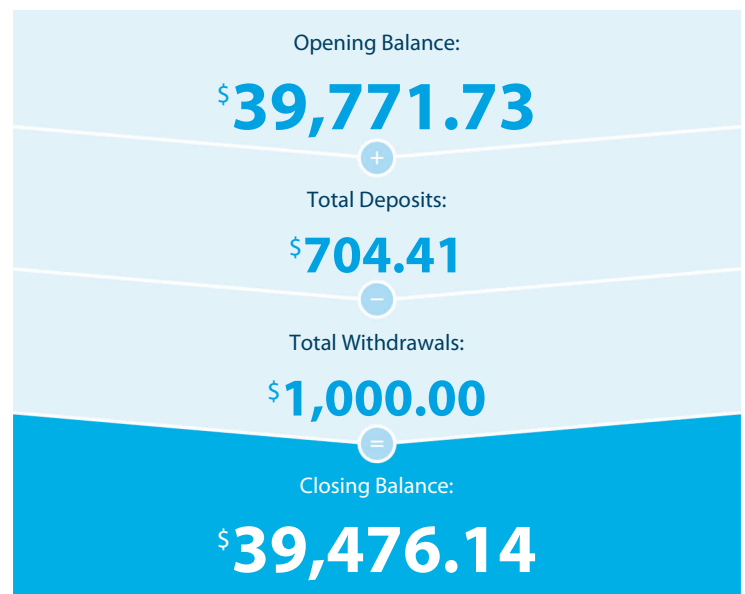 Opening Balance:
$39,771.73
+
Total Deposits:
$704.41
−
Total Withdrawals:
$1,000.00
=
Closing Balance:
$39,476.14